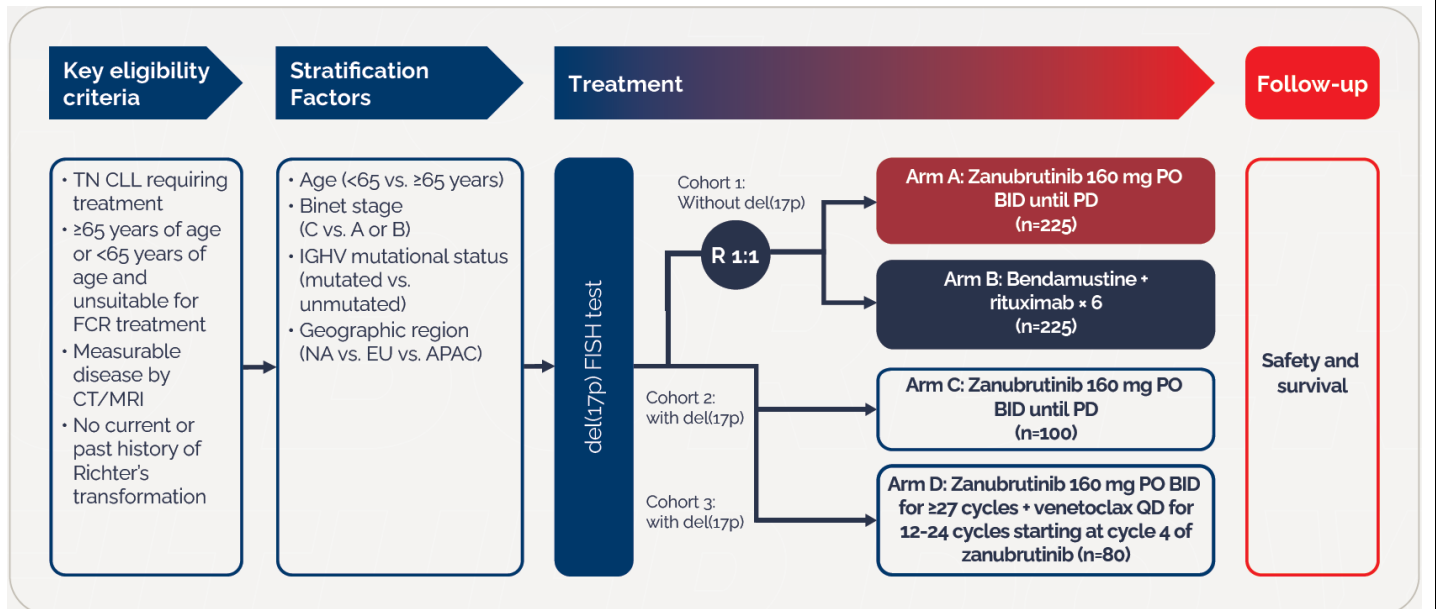 Key eligibility
criteria
Stratification
Factors
Treatment
Follow-up
• TN CLL requiring
treatment
• ≥65 years of age
or <65 years of
age and
unsuitable for
FCR treatment
• Measurable
disease by
CT/MRI
• No current or
past history of
Richter's
transformation
• Age (<65 vs. ≥65 years)
• Binet stage
(C vs. A or B)
• IGHV mutational status
(mutated vs.
unmutated)
• Geographic region
(NA vs. EU vs. APAC)
del(17p) FISH test
Cohort 1:
Without del(17p)
R 1:1
Arm A: Zanubrutinib 160 mg PO
BID until PD
(n=225)
Arm B: Bendamustine +
rituximab × 6
(n=225)
Cohort 2:
with del(17p)
Arm C: Zanubrutinib 160 mg PO
BID until PD
(n=100)
Cohort 3:
with del(17p)
Arm D: Zanubrutinib 160 mg PO BID
for ≥27 cycles + venetoclax QD for
12-24 cycles starting at cycle 4 of
zanubrutinib (n=80)
Safety and
survival